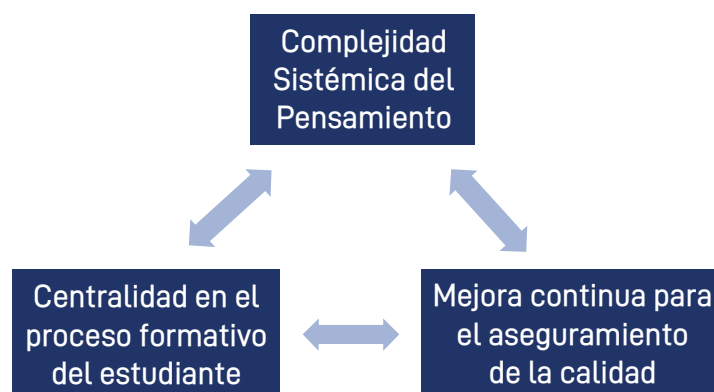 Complejidad
Sistémica del
Pensamiento
Centralidad en el
proceso formativo
del estudiante
Mejora continua para
el aseguramiento
de la calidad